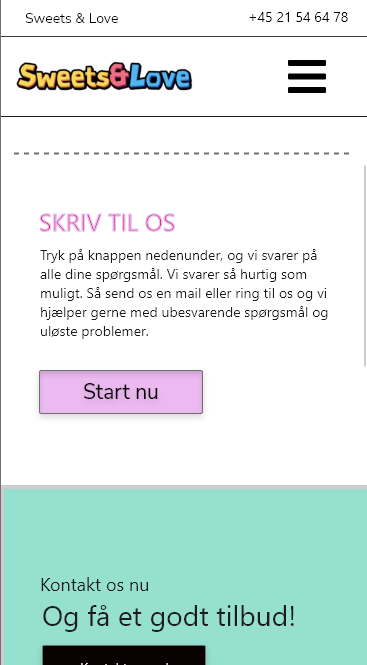 Sweets & Love
+45 21 54 64 78
Sweets&Love
SKRIV TIL OS
Tryk på knappen nedenunder, og vi svarer på
alle dine spørgsmål. Vi svarer så hurtig som
muligt. Så send os en mail eller ring til os og vi
hjælper gerne med ubesvarende spørgsmål og
uløste problemer.
Start nu
Kontakt os nu
Og få et godt tilbud!